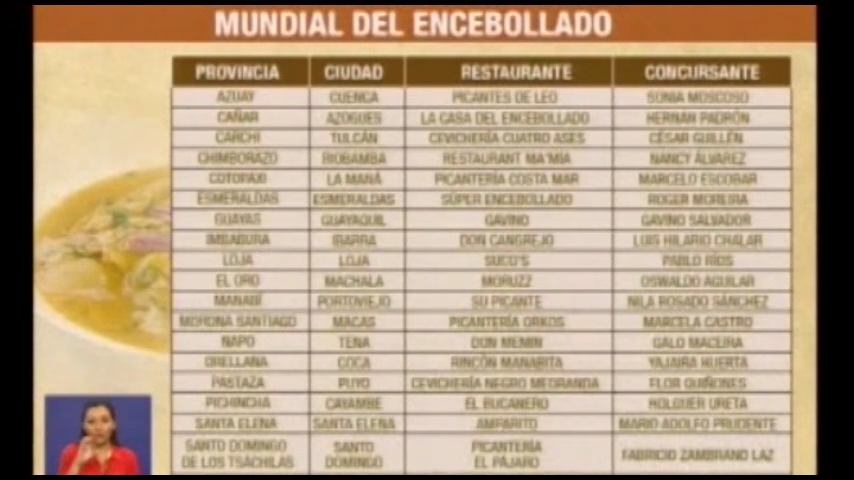 MUNDIAL DEL ENCEBOLLADO
PROVINCIA CIUDAD RESTAURANTE CONCURSANTE
AZUAY CUENCA PICANTES DE LEO SONIA MOSCOSO
CAÑAR AZOGUES LA CASA DEL ENCEBOLLADO HERNÁN PADRÓN
CARCHI TULCÁN CEVICHERÍA CUATRO ASES CÉSAR GUILLÉN
CHIMBORAZO RIOBAMBA RESTAURANT MA'MÍA NANCY ÁLVAREZ
COTOPAXI LA MANÁ PICANTERÍA COSTA MAR MARCELO ESCOBAR
ESMERALDAS ESMERALDAS SÚPER ENCEBOLLADO ROGER MOREIRA
GUAYAS GUAYAQUIL GAVINO GAVINO SALVADOR
IMBABURA IBARRA DON CANGREJO LUIS HILARIO CHALAR
LOJA LOJA SUCO'S PABLO RÍOS
EL ORO MACHALA MORUZZ OSWALDO AGUILAR
MANABÍ PORTOVIEJO SU PICANTE NILA ROSADO SÁNCHEZ
MORONA SANTIAGO MACAS PICANTERÍA ORKOS MARCELA CASTRO
NAPO TENA DON MEMIN GALO MACEIRA
ORELLANA COCA RINCÓN MANABITA YAJAIRA HUERTA
PASTAZA PUYO CEVICHERÍA NEGRO MEDRANDA FLOR QUIÑONES
PICHINCHA CAYAMBE EL BUCANERO HOLGUER URETA
SANTA ELENA SANTA ELENA AMPARITO MARIO ADOLFO PRUDENTE
SANTO DOMINGO SANTO PICANTERÍA
DE LOS TSÁCHILAS DOMINGO EL PÁJARO FABRICIO ZAMBRANO LAZ